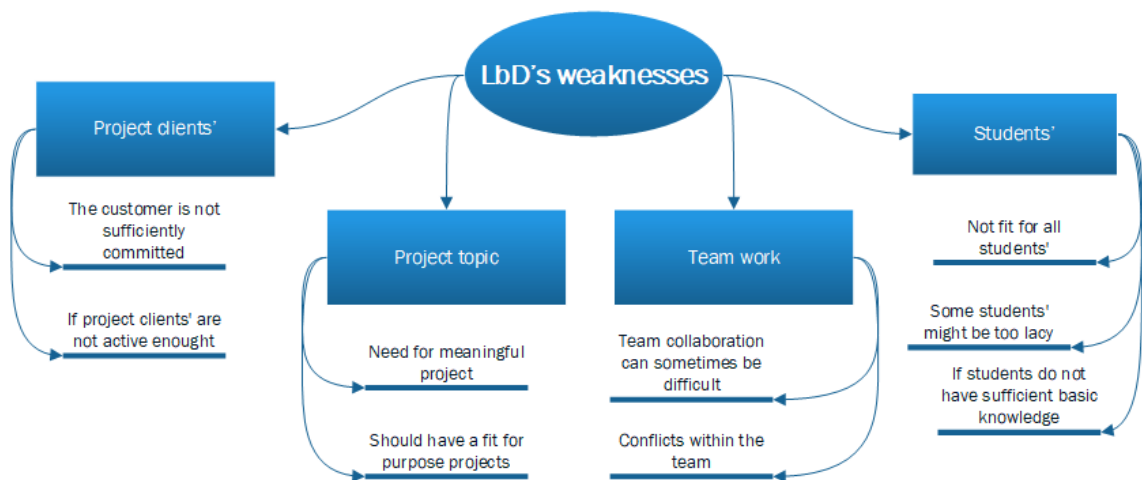 LbD's weaknesses
Project clients'
The customer is not
sufficiently
committed
If project clients' are
not active enought
Project topic
Need for meaningful
project
Should have a fit for
purpose projects
Team work
Team collaboration
can sometimes be
difficult
Conflicts within the
team
Students'
Not fit for all
students'
Some students'
might be too lacy
If students do not
have sufficient basic
knowledge